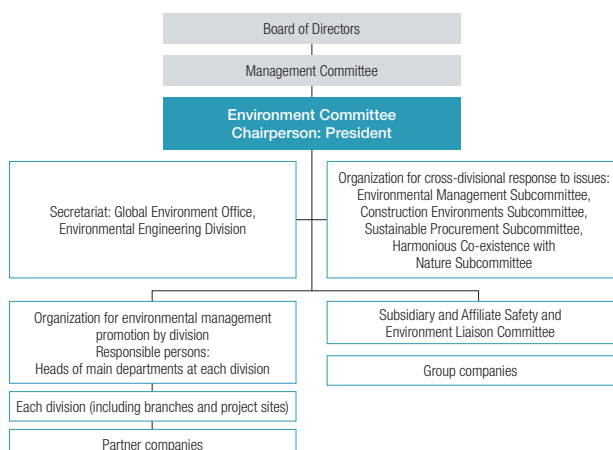 Board of Directors
Management Committee
Environment Committee
Chairperson: President
Secretariat: Global Environment Office,
Environmental Engineering Division
Organization for cross-divisional response to issues:
Environmental Management Subcommittee,
Construction Environments Subcommittee,
Sustainable Procurement Subcommittee,
Harmonious Co-existence with
Nature Subcommittee
Organization for environmental management
promotion by division
Responsible persons:
Heads of main departments at each division
Subsidiary and Affiliate Safety and
Environment Liaison Committee
Group companies
Each division (including branches and project sites)
Partner companies